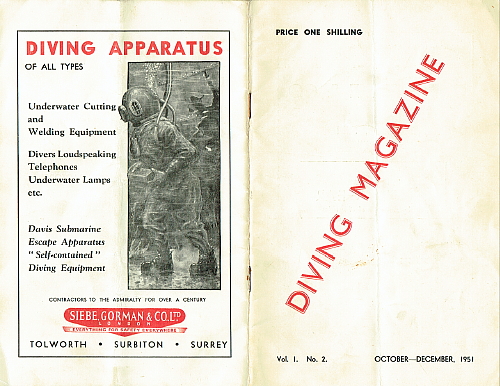 DIVING APPARATUS
OF ALL TYPES
Underwater Cutting
and
Welding Equipment
Divers Loudspeaking
Telephones
Underwater Lamps
etc.
Davis Submarine
Escape Apparatus
"Self-contained"
Diving Equipment
CONTRACTORS TO THE ADMIRALTY FOR OVER A CENTURY
SIEBE, GORMAN & CO. LTD
LONDON
EVERYTHING FOR SAFETY EVERYWHERE
TOLWORTH • SURBITON • SURREY
PRICE ONE SHILLING
DIVING MAGAZINE
Vol. 1. No. 2.
OCTOBER—DECEMBER, 1951